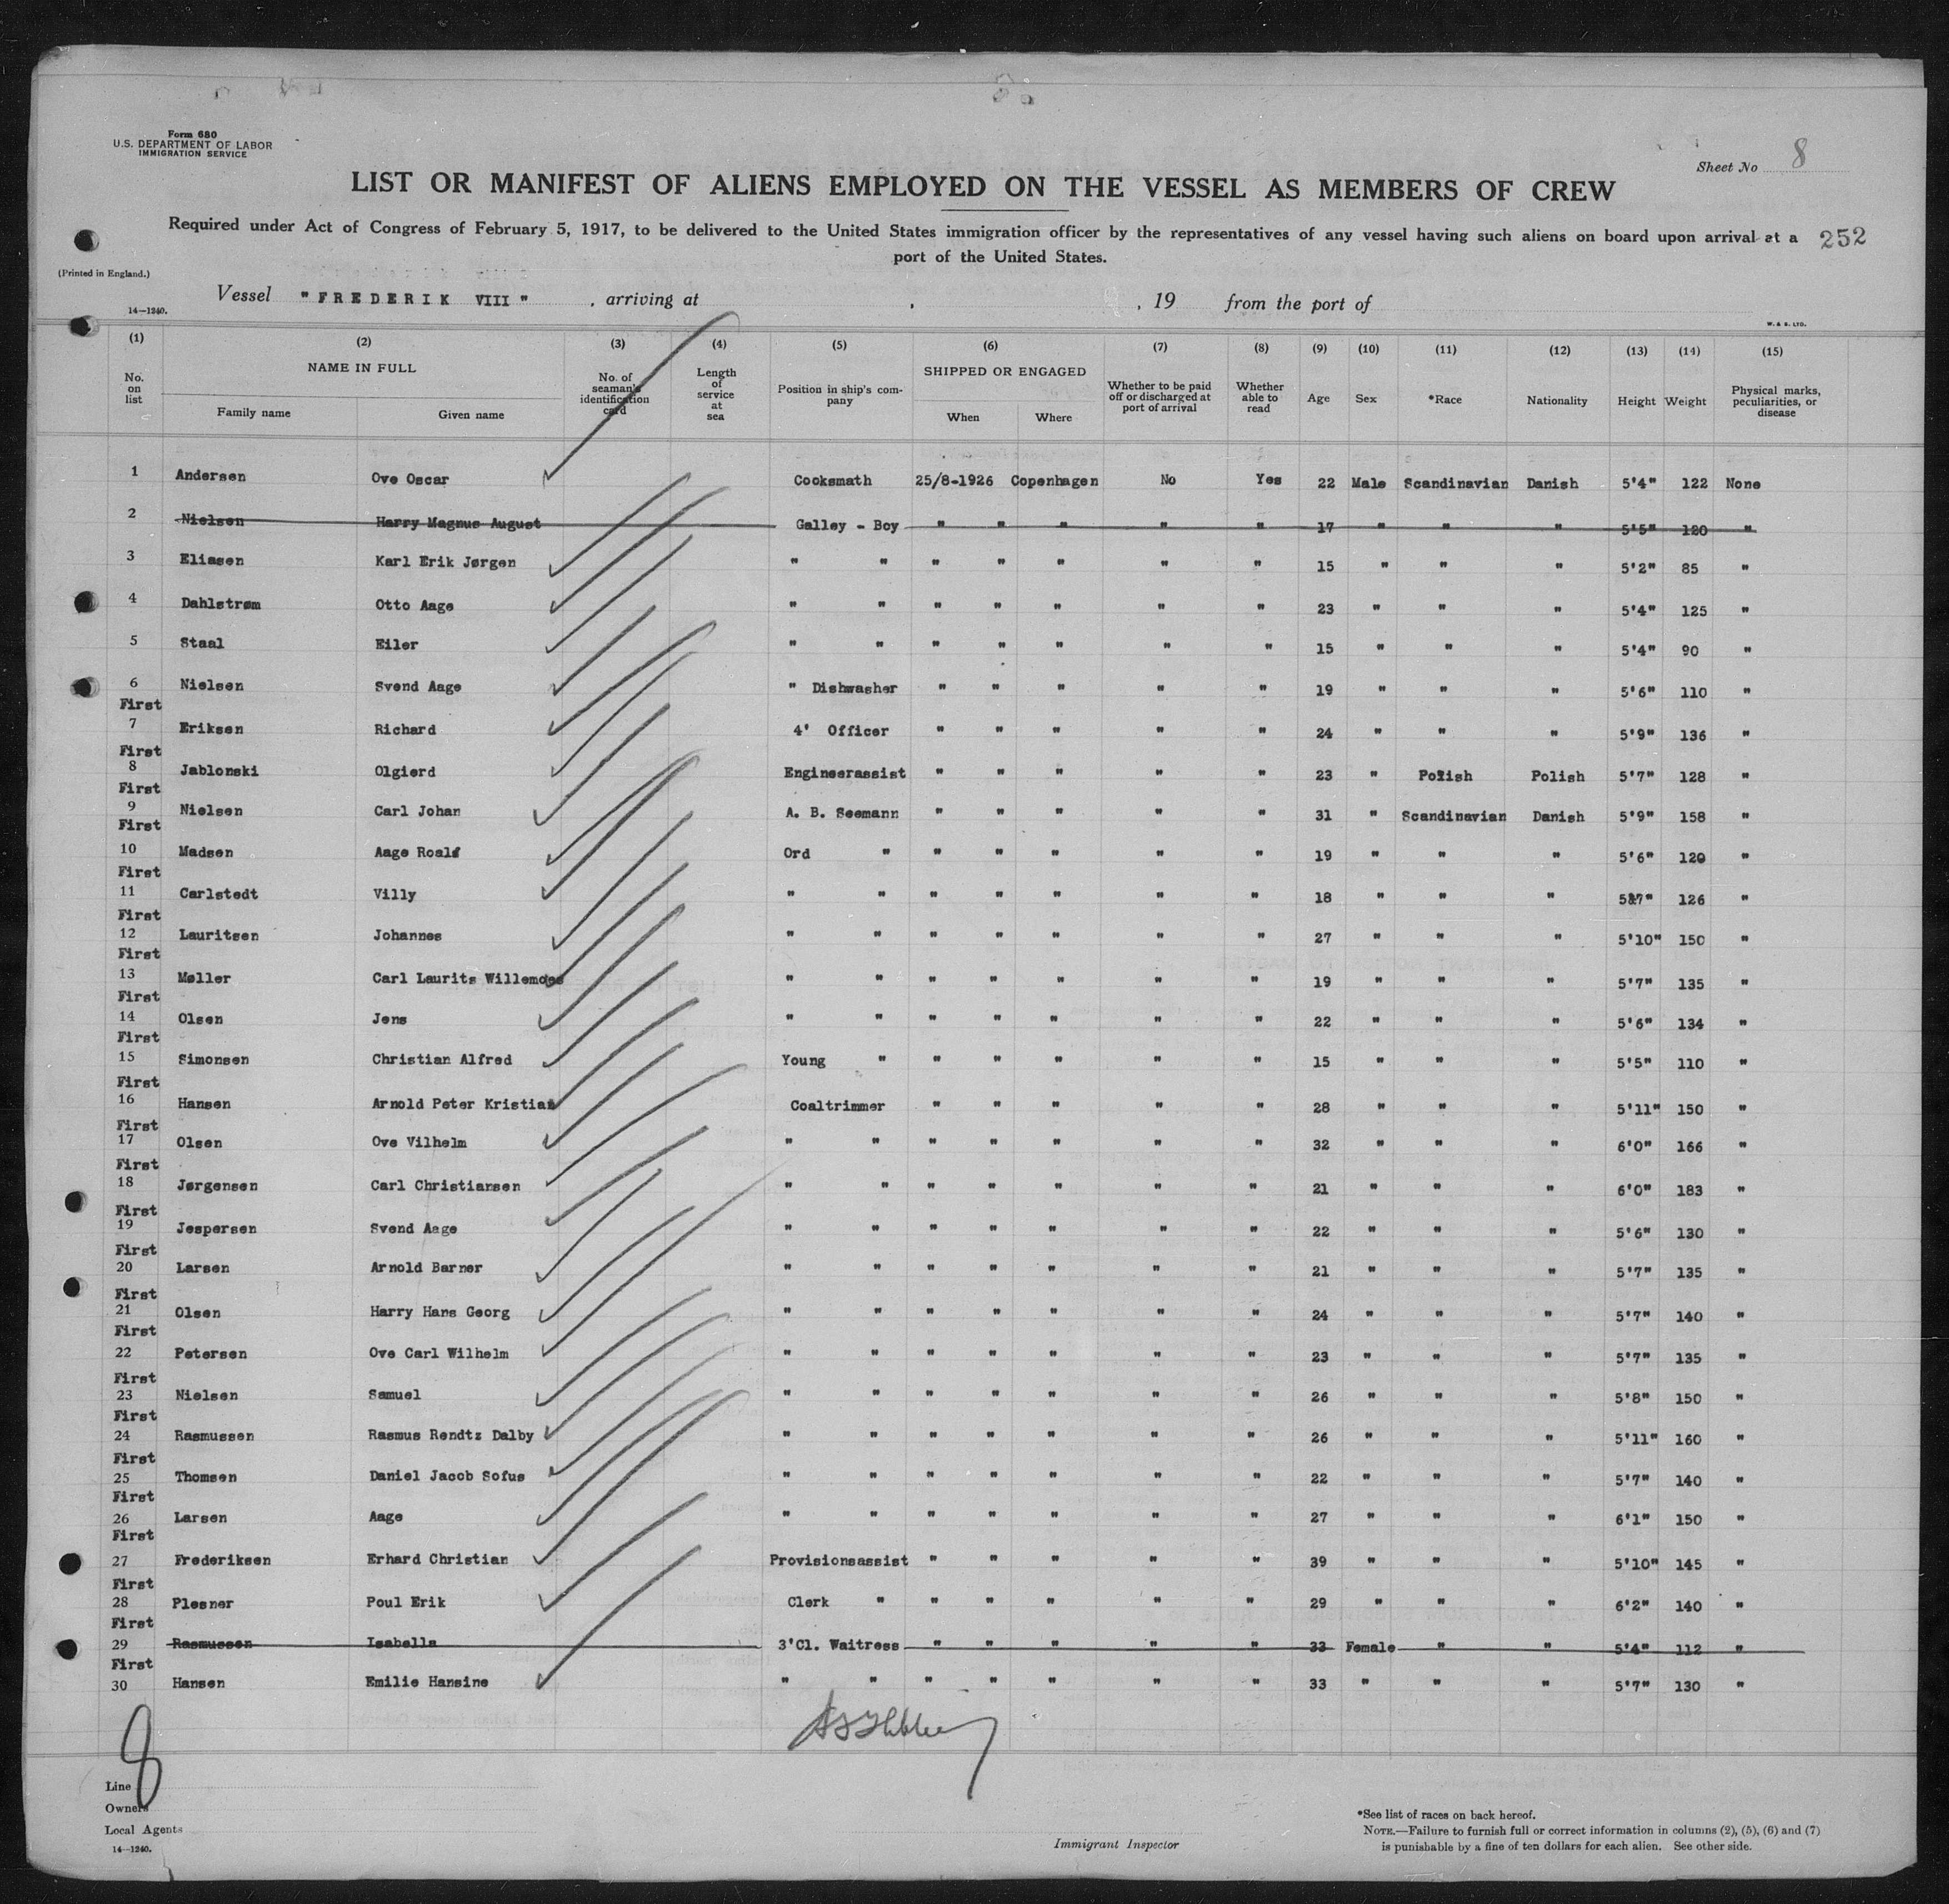 Form 680
U.S. DEPARTMENT OF LABOR
IMMIGRATION SERVICE
Sheet No 8
LIST OR MANIFEST OF ALIENS EMPLOYED ON THE VESSEL AS MEMBERS OF CREW
Required under Act of Congress of February 5, 1917, to be delivered to the United States immigration officer by the representatives of any vessel having such aliens on board upon arrival at a 252
port of the United States.
(Printed in England.)
Vessel "FREDERIK VIII" , arriving at , , 19 from the port of
14—1240.
W. & S. LTD.
(1) (2) (3) (4) (5) (6) (7) (8) (9) (10) (11) (12) (13) (14) (15)
No. on list NAME IN FULL Family name Given name No. of seaman's identification card Length of service at sea Position in ship's company SHIPPED OR ENGAGED When Where Whether to be paid off or discharged at port of arrival Whether able to read Age Sex *Race Nationality Height Weight Physical marks, peculiarities, or disease
1 Andersen Ove Oscar Cooksmath 25/8-1926 Copenhagen No Yes 22 Male Scandinavian Danish 5'4" 122 None
2 Nielsen Harry Magnus August Galley - Boy " " " " " 17 " " " 5'5" 120 "
3 Eliasen Karl Erik Jørgen " " " " " " " 15 " " " 5'2" 85 "
4 Dahlstrøm Otto Aage " " " " " " " 23 " " " 5'4" 125 "
5 Staal Eiler " " " " " " " 15 " " " 5'4" 90 "
6 Nielsen Svend Aage " Dishwasher " " " " " 19 " " " 5'6" 110 "
First
7 Eriksen Richard 4' Officer " " " " " 24 " " " 5'9" 136 "
First
8 Jablonski Olgierd Engineerassist " " " " " 23 " Polish Polish 5'7" 128 "
First
9 Nielsen Carl Johan A. B. Seemann " " " " " 31 " Scandinavian Danish 5'9" 158 "
First
10 Madsen Aage Roalf Ord " " " " " " 19 " " " 5'6" 120 "
First
11 Carlstedt Villy " " " " " " " 18 " " " 5'7" 126 "
First
12 Lauritsen Johannes " " " " " " " 27 " " " 5'10" 150 "
First
13 Møller Carl Laurits Willemoes " " " " " " " 19 " " " 5'7" 135 "
First
14 Olsen Jens " " " " " " " 22 " " " 5'6" 134 "
First
15 Simonsen Christian Alfred Young " " " " " " 15 " " " 5'5" 110 "
First
16 Hansen Arnold Peter Kristian Coaltrimmer " " " " " 28 " " " 5'11" 150 "
First
17 Olsen Ove Vilhelm " " " " " " " 32 " " " 6'0" 166 "
First
18 Jørgensen Carl Christiansen " " " " " " " 21 " " " 6'0" 183 "
First
19 Jespersen Svend Aage " " " " " " " 22 " " " 5'6" 130 "
First
20 Larsen Arnold Barner " " " " " " " 21 " " " 5'7" 135 "
First
21 Olsen Harry Hans Georg " " " " " " " 24 " " " 5'7" 140 "
First
22 Petersen Ove Carl Wilhelm " " " " " " " 23 " " " 5'7" 135 "
First
23 Nielsen Samuel " " " " " " " 26 " " " 5'8" 150 "
First
24 Rasmussen Rasmus Rendtz Dalby " " " " " " " 26 " " " 5'11" 160 "
First
25 Thomsen Daniel Jacob Sofus " " " " " " " 22 " " " 5'7" 140 "
First
26 Larsen Aage " " " " " " " 27 " " " 6'1" 150 "
First
27 Frederiksen Erhard Christian Provisionsassist " " " " " 39 " " " 5'10" 145 "
First
28 Plesner Poul Erik Clerk " " " " " " 29 " " " 6'2" 140 "
First
29 Rasmussen Isabella 3'Cl. Waitress " " " " " 33 Female " " 5'4" 112 "
First
30 Hansen Emilie Hansine " " " " " " " 33 " " " 5'7" 130 "
8
Line
Owners
Local Agents
14—1240.
Immigrant Inspector
*See list of races on back hereof.
NOTE.—Failure to furnish full or correct information in columns (2), (5), (6) and (7)
is punishable by a fine of ten dollars for each alien. See other side.